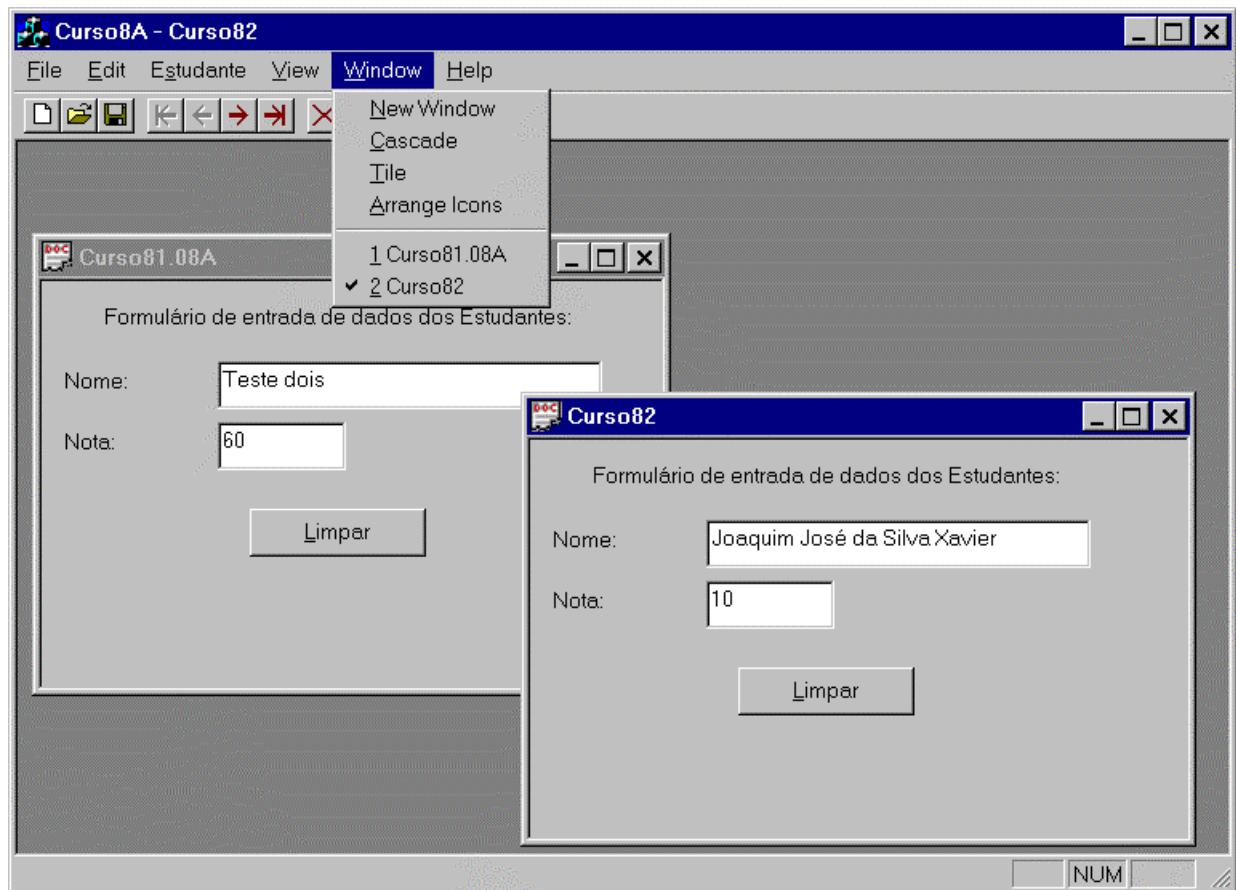 Curso8A - Curso82
File Edit Estudante View Window Help
New Window
Cascade
Tile
Arrange Icons
1 Curso81.08A
2 Curso82
Curso81.08A
Formulário de entrada de dados dos Estudantes:
Nome: Teste dois
Nota: 60
Limpar
Curso82
Formulário de entrada de dados dos Estudantes:
Nome: Joaquim José da Silva Xavier
Nota: 10
Limpar
NUM